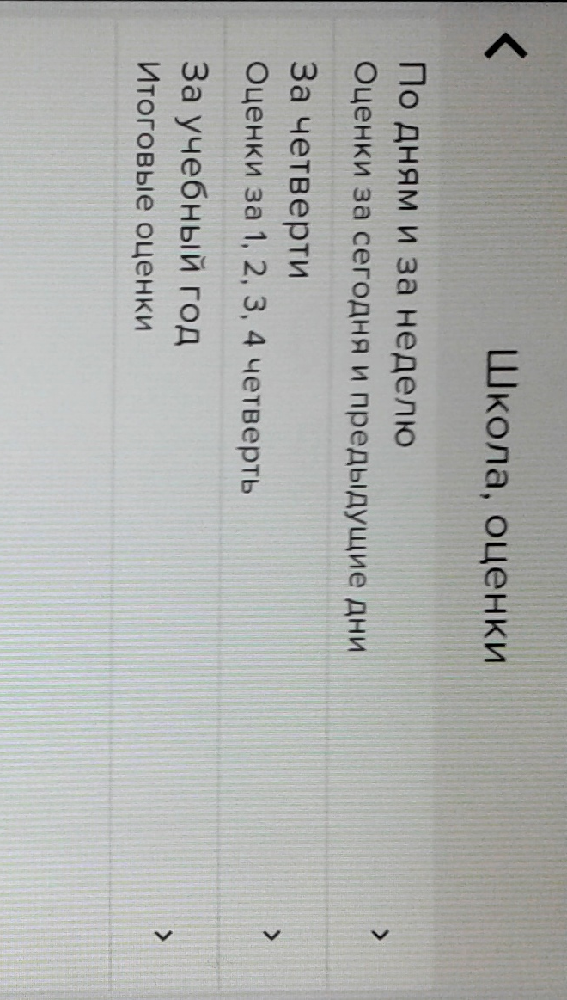 Школа, оценки
По дням и за неделю
Оценки за сегодня и предыдущие дни
За четверти
Оценки за 1, 2, 3, 4 четверть
За учебный год
Итоговые оценки